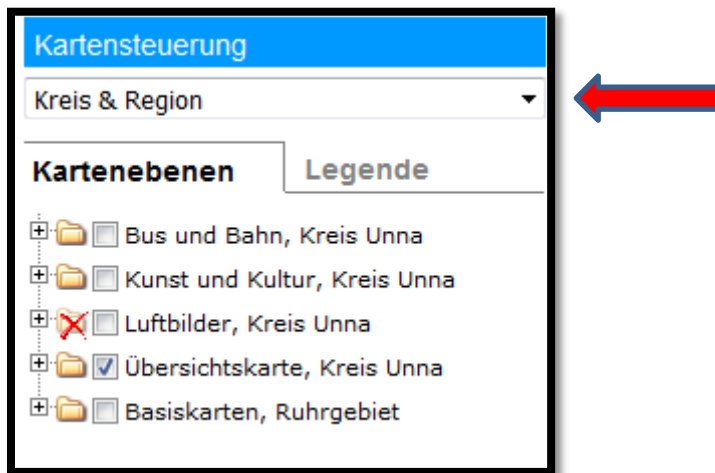 Kartensteuerung
Kreis & Region
Kartenebenen Legende
Bus und Bahn, Kreis Unna
Kunst und Kultur, Kreis Unna
Luftbilder, Kreis Unna
Übersichtskarte, Kreis Unna
Basiskarten, Ruhrgebiet